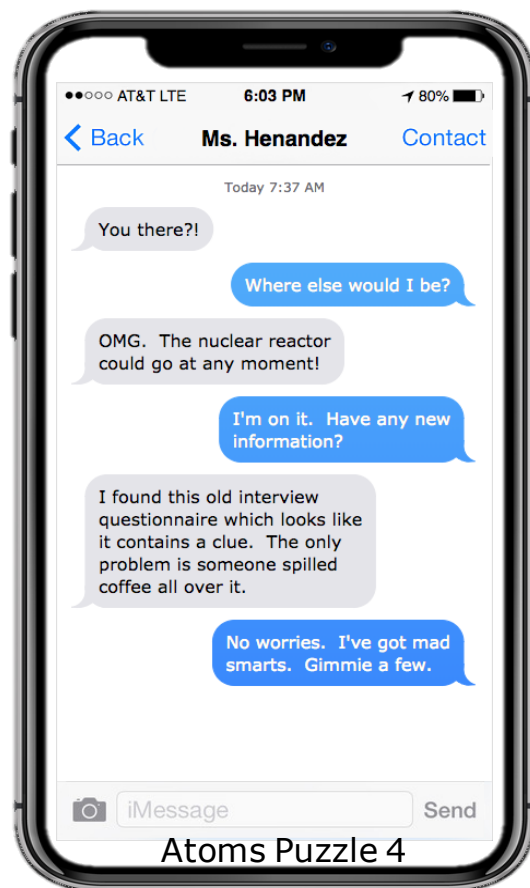 AT&T LTE 6:03 PM 80%
Back Ms. Henandez Contact
Today 7:37 AM
You there?!
Where else would I be?
OMG. The nuclear reactor
could go at any moment!
I'm on it. Have any new
information?
I found this old interview
questionnaire which looks like
it contains a clue. The only
problem is someone spilled
coffee all over it.
No worries. I've got mad
smarts. Gimmie a few.
iMessage Send
Atoms Puzzle 4